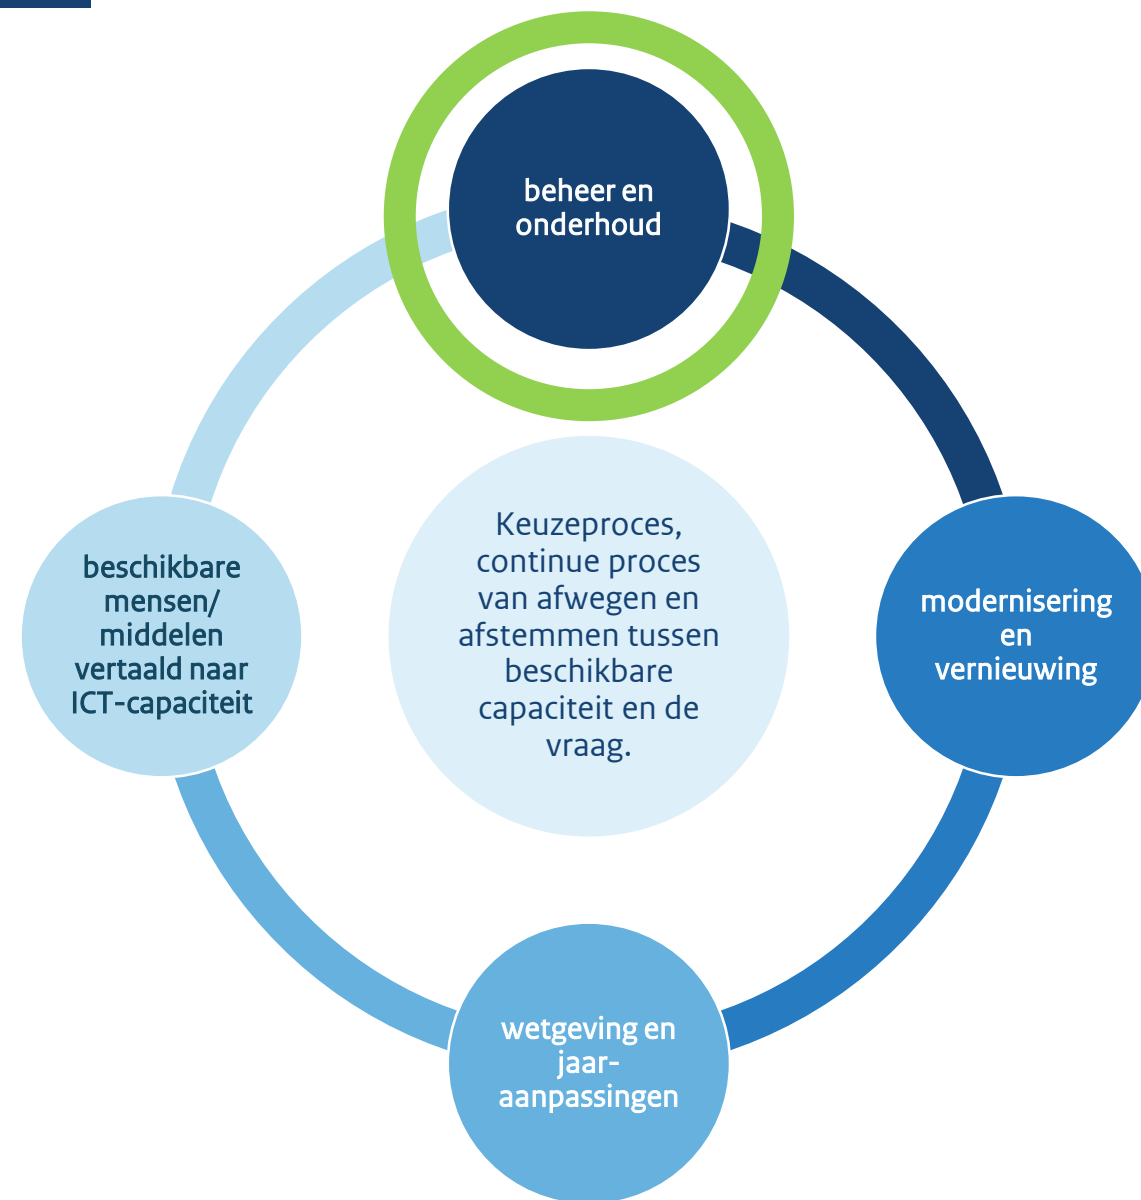 beheer en
onderhoud
Keuzeproces,
continue proces
van afwegen en
afstemmen tussen
beschikbare
capaciteit en de
vraag.
beschikbare
mensen/
middelen
vertaald naar
ICT-capaciteit
modernisering
en
vernieuwing
wetgeving en
jaar-
aanpassingen